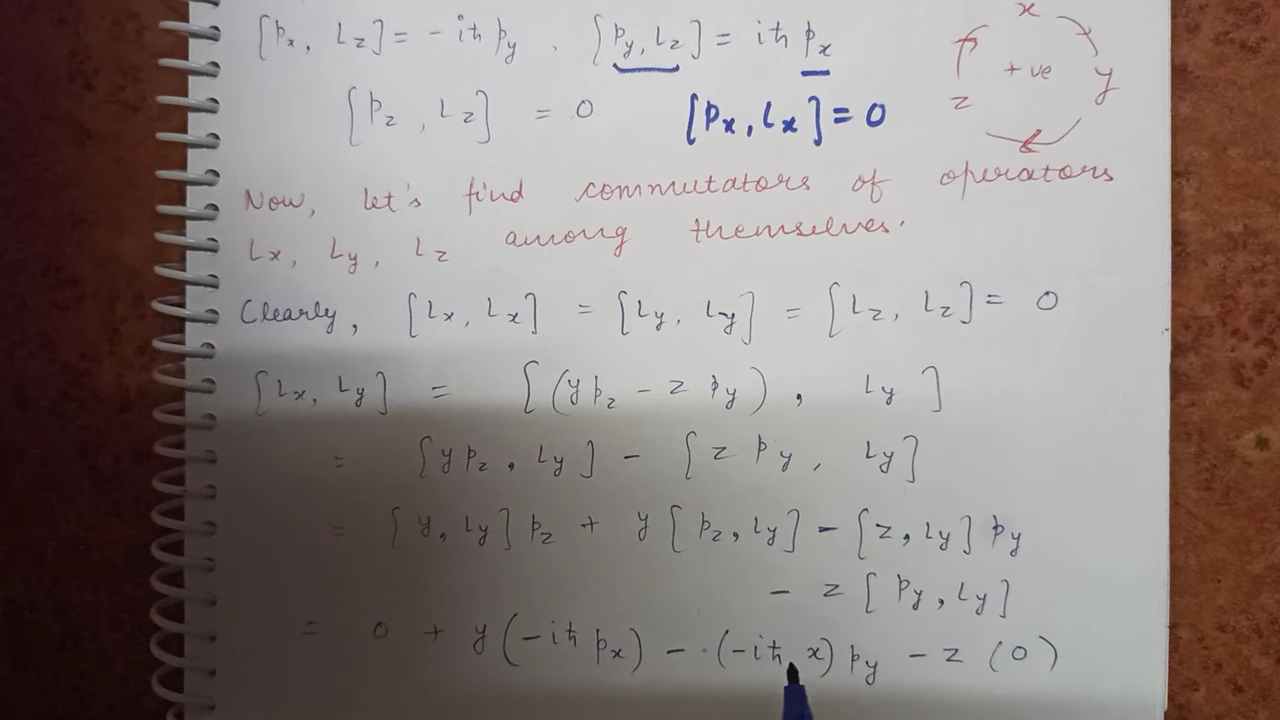 [px, Lz] = - iħ py , [py, Lz] = iħ px
[pz , Lz] = 0 [px, Lx] = 0
x
+ve y
z
Now, let's find commutators of operators
Lx, Ly, Lz among themselves.
Clearly, [Lx, Lx] = [Ly, Ly] = [Lz, Lz] = 0
[Lx, Ly] = [(y pz - z py) , Ly ]
= [y pz , Ly] - [z py , Ly]
= [y, Ly] pz + y [pz, Ly] - [z, Ly] py
- z [py, Ly]
= 0 + y (-iħ px) - (-iħ x) py - z (0)